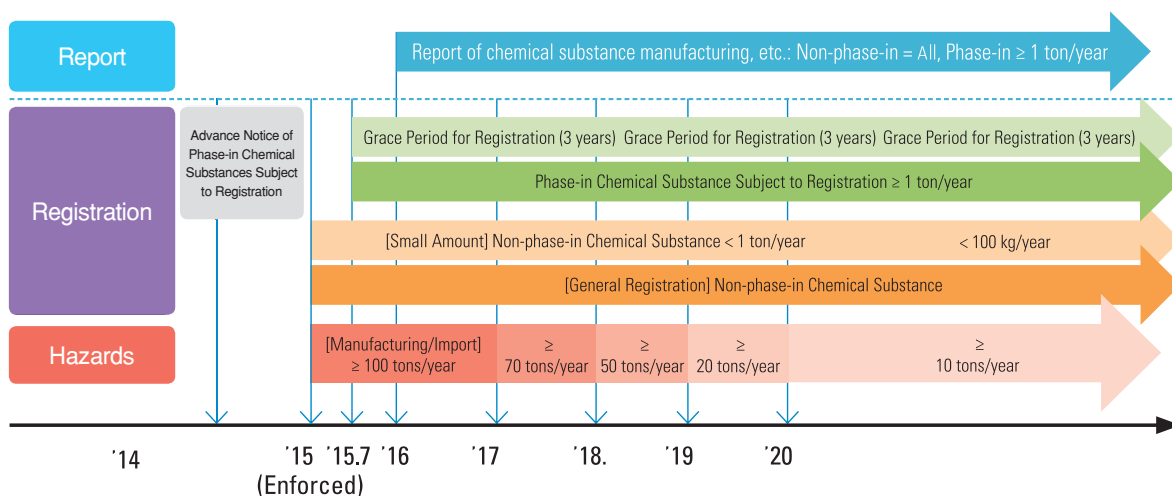 Report
Report of chemical substance manufacturing, etc.: Non-phase-in = All, Phase-in ≥ 1 ton/year
Registration
Advance Notice of
Phase-in Chemical
Substances Subject
to Registration
Grace Period for Registration (3 years) Grace Period for Registration (3 years) Grace Period for Registration (3 years)
Phase-in Chemical Substance Subject to Registration ≥ 1 ton/year
[Small Amount] Non-phase-in Chemical Substance < 1 ton/year < 100 kg/year
[General Registration] Non-phase-in Chemical Substance
Hazards
[Manufacturing/Import]
≥ 100 tons/year
≥
70 tons/year
≥
50 tons/year
≥
20 tons/year
≥
10 tons/year
'14 '15 '15.7 '16 '17 '18. '19 '20
(Enforced)